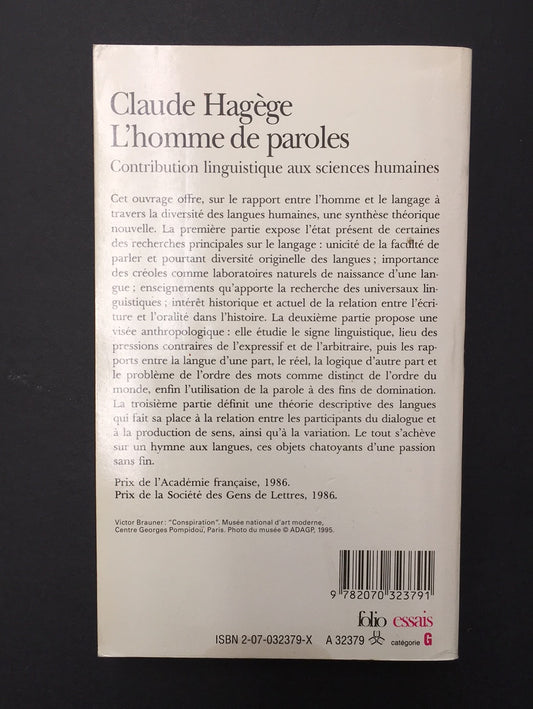 Claude Hagège
L'homme de paroles
Contribution linguistique aux sciences humaines
Cet ouvrage offre, sur le rapport entre l'homme et le langage à
travers la diversité des langues humaines, une synthèse théorique
nouvelle. La première partie expose l'état présent de certaines
des recherches principales sur le langage : unicité de la faculté de
parler et pourtant diversité originelle des langues ; importance
des créoles comme laboratoires naturels de naissance d'une lan-
gue ; enseignements qu'apporte la recherche des universaux lin-
guistiques ; intérêt historique et actuel de la relation entre l'écri-
ture et l'oralité dans l'histoire. La deuxième partie propose une
visée anthropologique : elle étudie le signe linguistique, lieu des
pressions contraires de l'expressif et de l'arbitraire, puis les rap-
ports entre la langue d'une part, le réel, la logique d'autre part et
le problème de l'ordre des mots comme distinct de l'ordre du
monde, enfin l'utilisation de la parole à des fins de domination.
La troisième partie définit une théorie descriptive des langues
qui fait sa place à la relation entre les participants du dialogue et
à la production de sens, ainsi qu'à la variation. Le tout s'achève
sur un hymne aux langues, ces objets chatoyants d'une passion
sans fin.
Prix de l'Académie française, 1986.
Prix de la Société des Gens de Lettres, 1986.
Victor Brauner : "Conspiration". Musée national d'art moderne,
Centre Georges Pompidou, Paris. Photo du musée © ADAGP, 1995.
9 782070 323791
folio essais
ISBN 2-07-032379-X A 32379 catégorie G